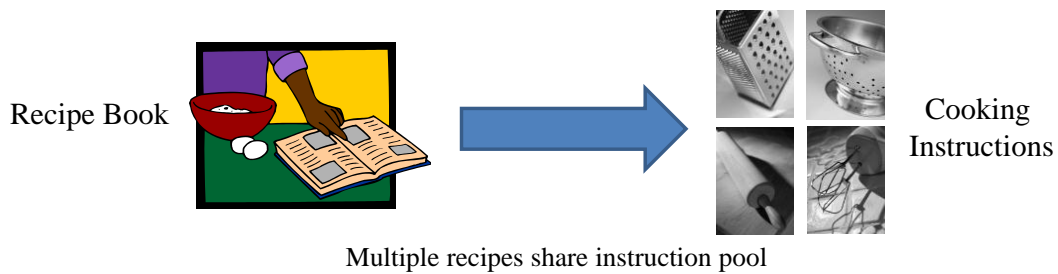 Recipe Book
Cooking
Instructions
Multiple recipes share instruction pool